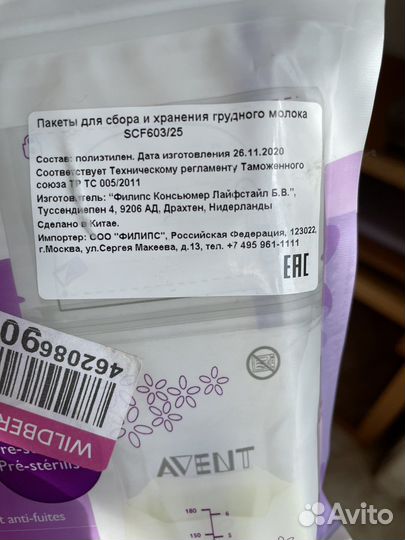 Пакеты для сбора и хранения грудного молока
SCF603/25
Состав: полиэтилен. Дата изготовления 26.11.2020
Соответствует Техническому регламенту Таможенного
союза ТР ТС 005/2011
Изготовитель: "Филипс Консьюмер Лайфстайл Б.В.",
Туссендиепен 4, 9206 АД, Драхтен, Нидерланды
Сделано в Китае.
Импортер: ООО "ФИЛИПС", Российская Федерация, 123022,
г.Москва, ул.Сергея Макеева, д.13, тел. +7 495 961-1111
EAC
WILDBER
Pré-stérilis
AVENT
anti-fuites
180 6
150 5
Avito